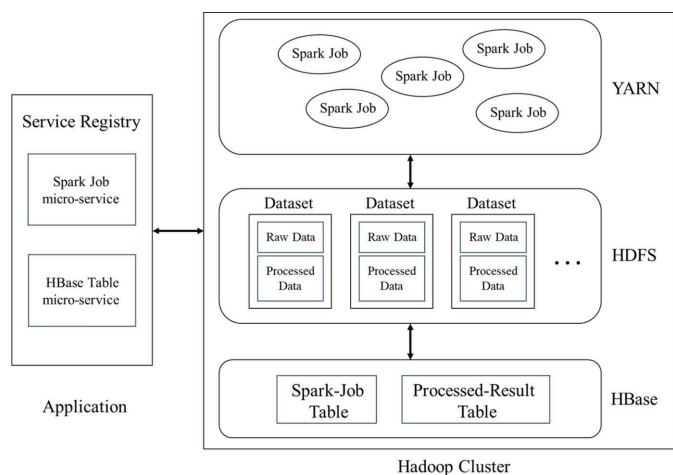 Service Registry
Spark Job
micro-service
HBase Table
micro-service
Application
Spark Job
Spark Job
Spark Job
Spark Job
Spark Job
YARN
Dataset
Raw Data
Processed
Data
Dataset
Raw Data
Processed
Data
Dataset
Raw Data
Processed
Data
...
HDFS
Spark-Job
Table
Processed-Result
Table
HBase
Hadoop Cluster